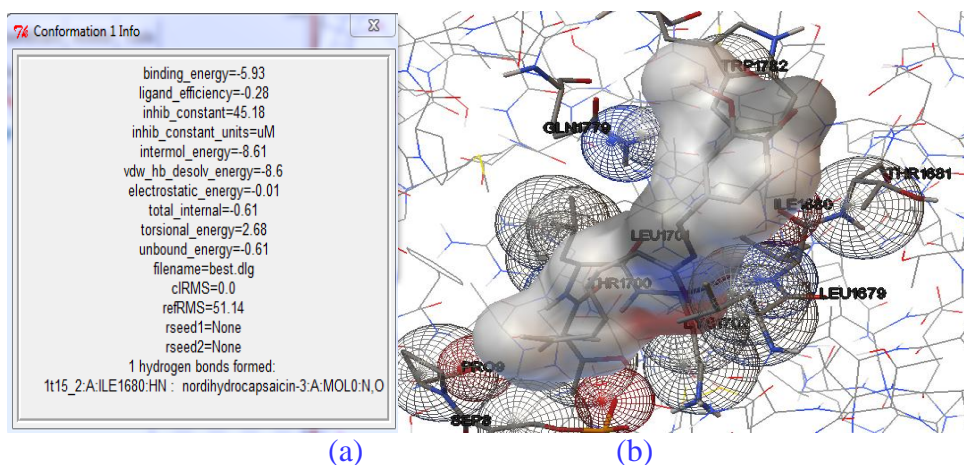 Conformation 1 Info
binding_energy=-5.93
ligand_efficiency=-0.28
inhib_constant=45.18
inhib_constant_units=uM
intermol_energy=-8.61
vdw_hb_desolv_energy=-8.6
electrostatic_energy=-0.01
total_internal=-0.61
torsional_energy=2.68
unbound_energy=-0.61
filename=best.dlg
clRMS=0.0
refRMS=51.14
rseed1=None
rseed2=None
1 hydrogen bonds formed:
1t15_2:A:ILE1680:HN : nordihydrocapsaicin-3:A:MOL0:N,O
TRP1782
GLN1779
THR1681
ILE1680
LEU1701
THR1700
LEU1679
LYS1702
PRO9
SEP8
(a) (b)